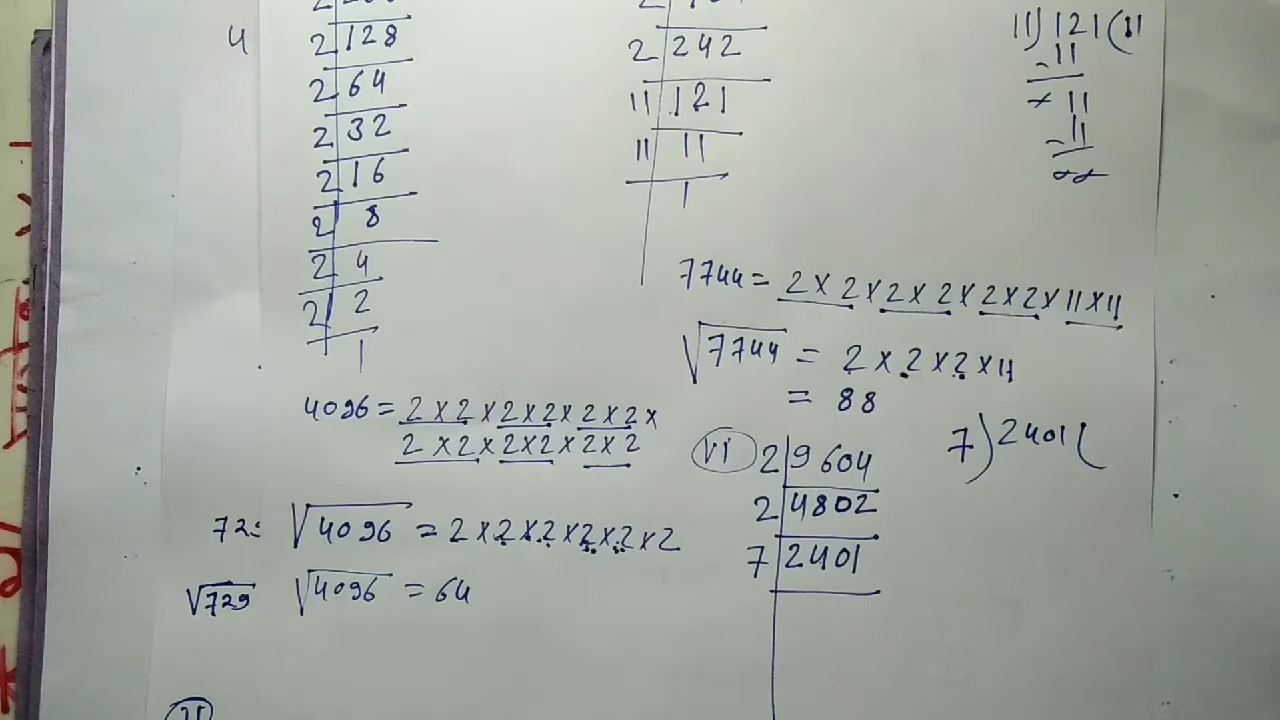 4
2 128
2 64
2 32
2 16
2 8
2 4
2 2
1
4096 = 2 × 2 × 2 × 2 × 2 × 2 ×
2 × 2 × 2 × 2 × 2 × 2
√4096 = 2 × 2 × 2 × 2 × 2 × 2
√729 √4096 = 64
2 242
11 121
11 11
1
11) 121 (11
-11
× 11
-11
××
7744 = 2 × 2 × 2 × 2 × 2 × 2 × 11 × 11
√7744 = 2 × 2 × 2 × 11
= 88
VI 2 9604
2 4802
7 2401
7) 2401 (